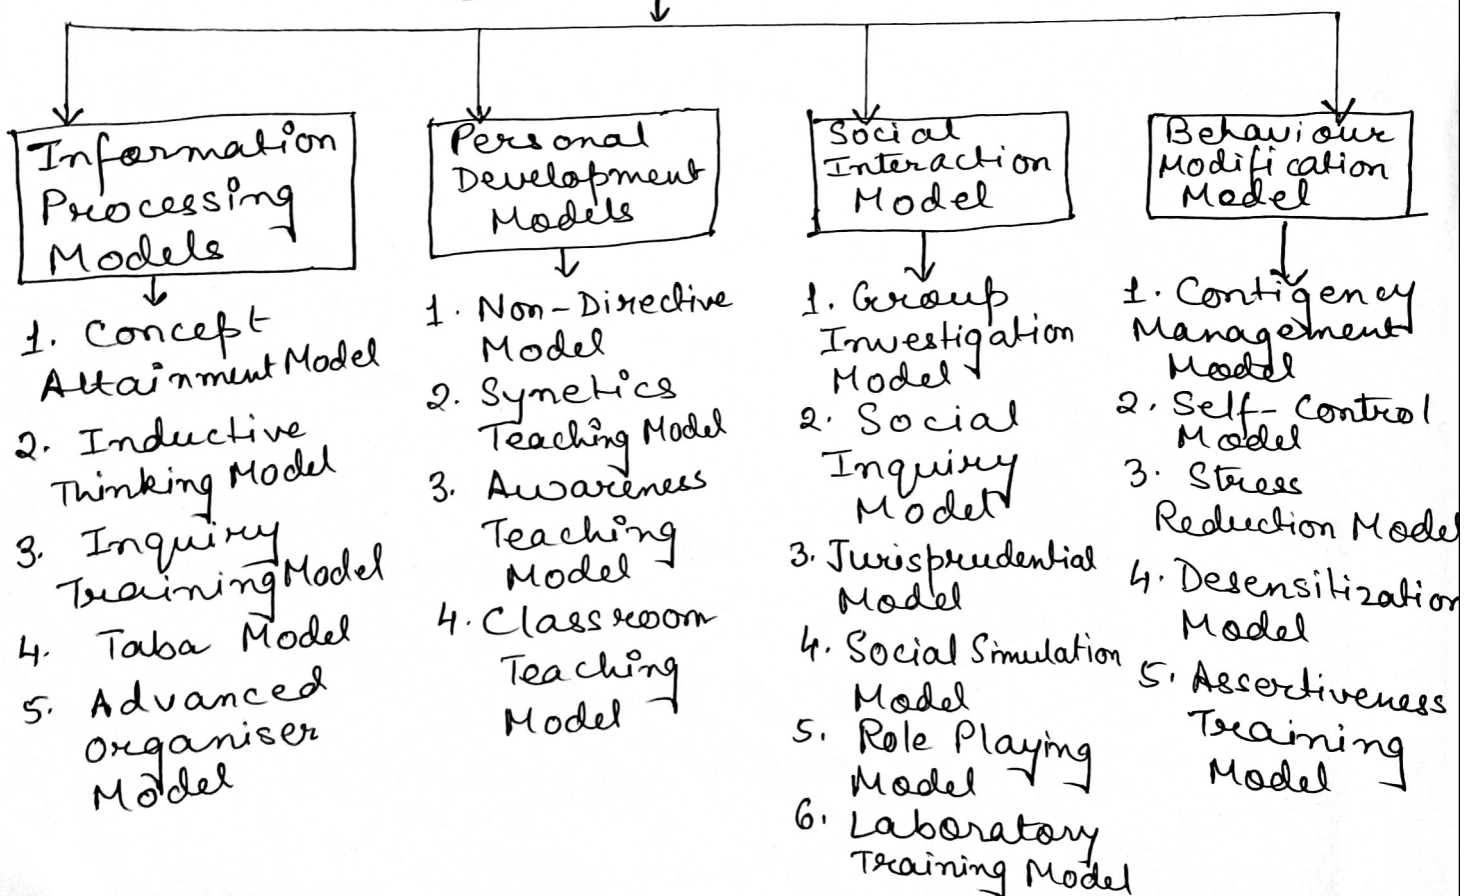 Information
Processing
Models
1. Concept
Attainment Model
2. Inductive
Thinking Model
3. Inquiry
Training Model
4. Taba Model
5. Advanced
Organiser
Model
Personal
Development
Models
1. Non-Directive
Model
2. Synetics
Teaching Model
3. Awareness
Teaching
Model
4. Classroom
Teaching
Model
Social
Interaction
Model
1. Group
Investigation
Model
2. Social
Inquiry
Model
3. Jurisprudential
Model
4. Social Simulation
Model
5. Role Playing
Model
6. Laboratory
Training Model
Behaviour
Modification
Model
1. Contigency
Management
Model
2. Self-Control
Model
3. Stress
Reduction Model
4. Desensitization
Model
5. Assertiveness
Training
Model